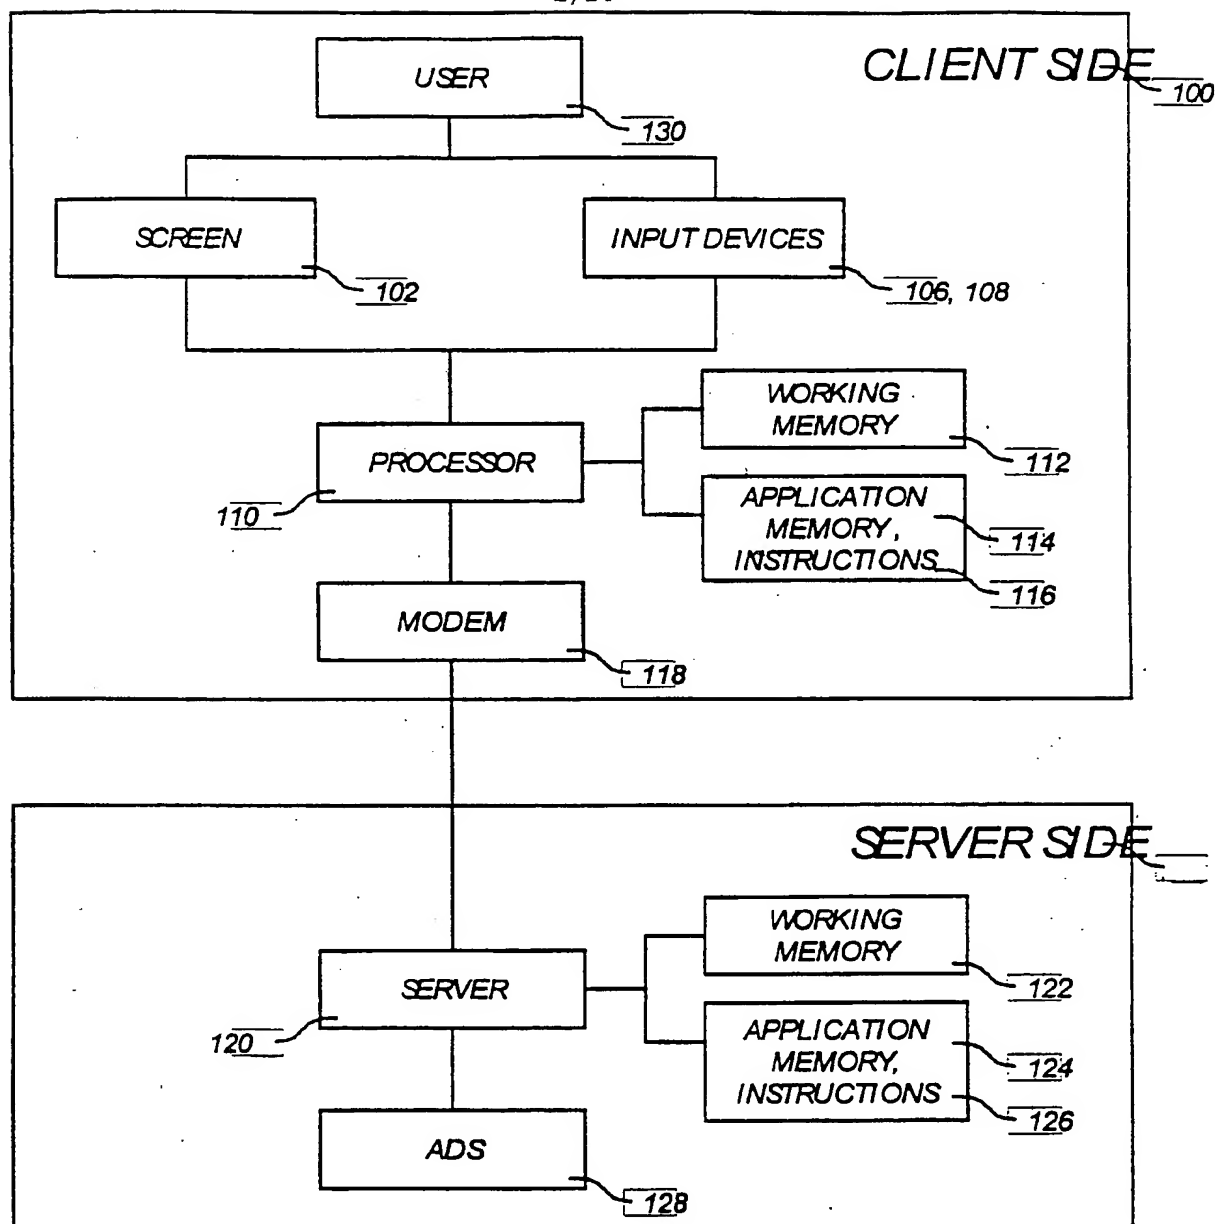 CLIENT SIDE
100
USER
130
SCREEN
102
INPUT DEVICES
106, 108
WORKING
MEMORY
112
PROCESSOR
110
APPLICATION
MEMORY,
INSTRUCTIONS
114
116
MODEM
118
SERVER SIDE
WORKING
MEMORY
122
SERVER
120
APPLICATION
MEMORY,
INSTRUCTIONS
124
126
ADS
128